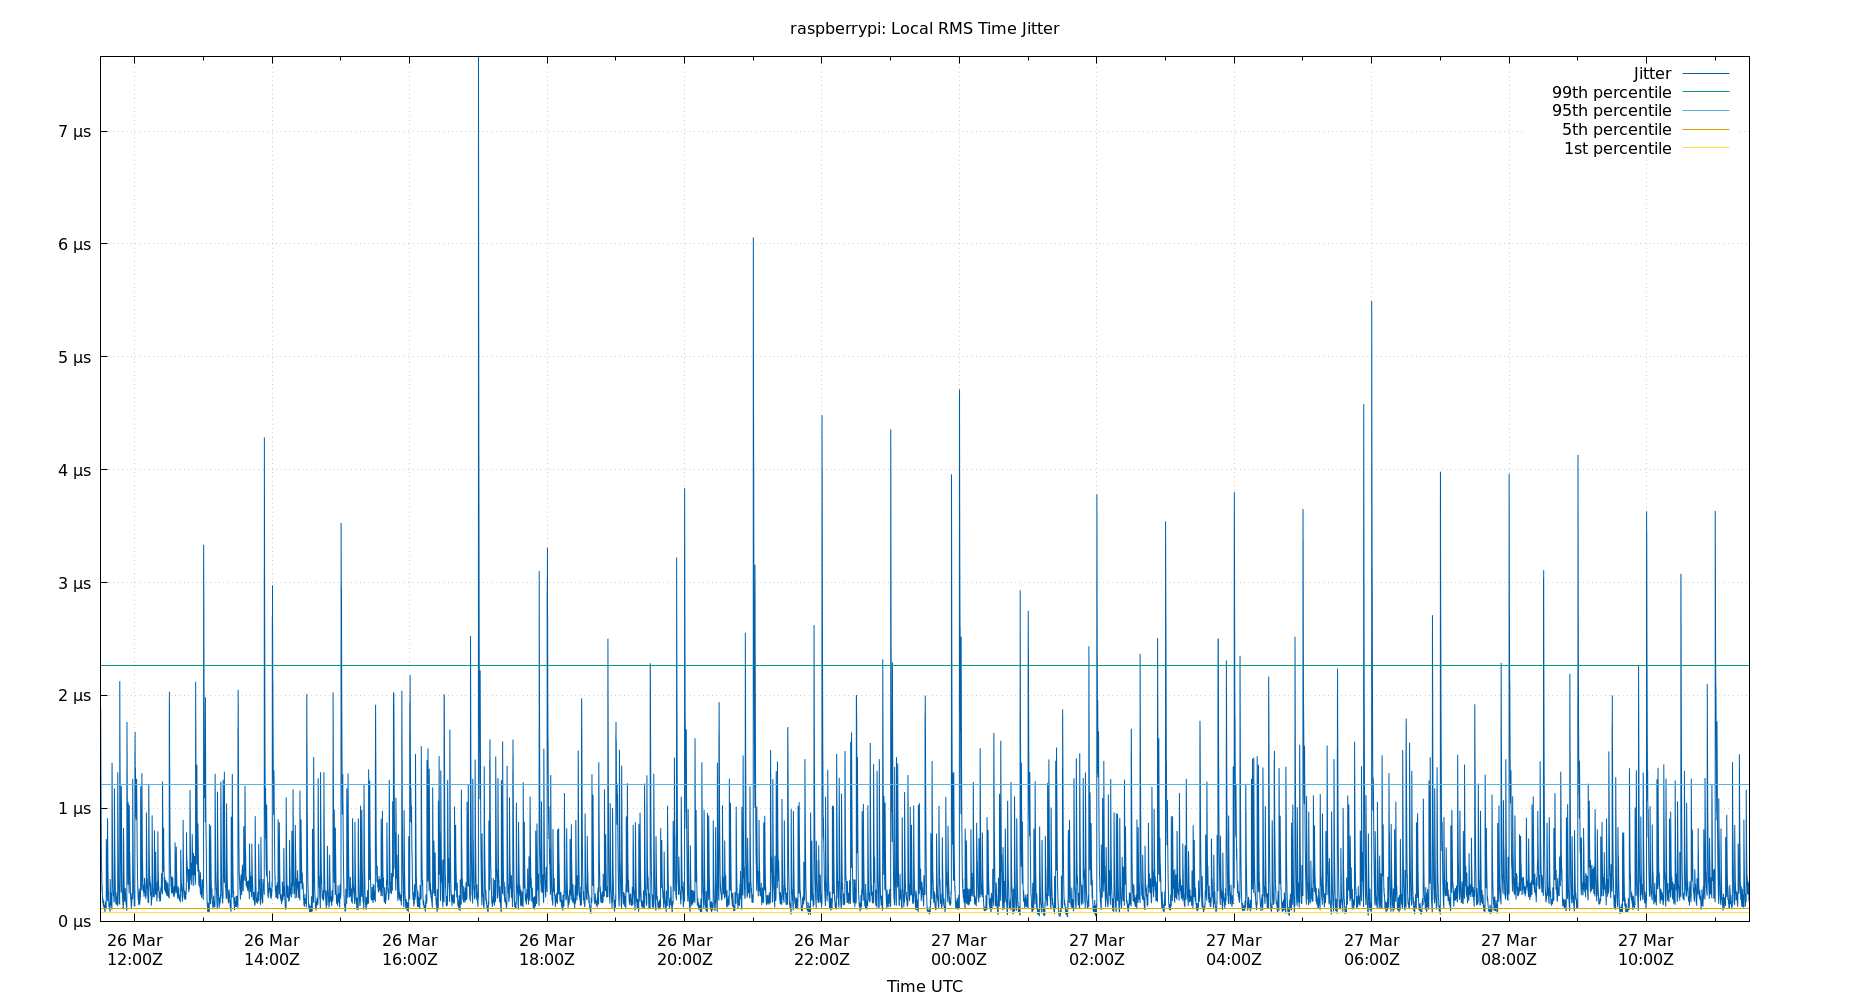 raspberrypi: Local RMS Time Jitter
Jitter
99th percentile
95th percentile
5th percentile
1st percentile
7 µs
6 µs
5 µs
4 µs
3 µs
2 µs
1 µs
0 µs
26 Mar 26 Mar 26 Mar 26 Mar 26 Mar 26 Mar 27 Mar 27 Mar 27 Mar 27 Mar 27 Mar 27 Mar
12:00Z 14:00Z 16:00Z 18:00Z 20:00Z 22:00Z 00:00Z 02:00Z 04:00Z 06:00Z 08:00Z 10:00Z
Time UTC